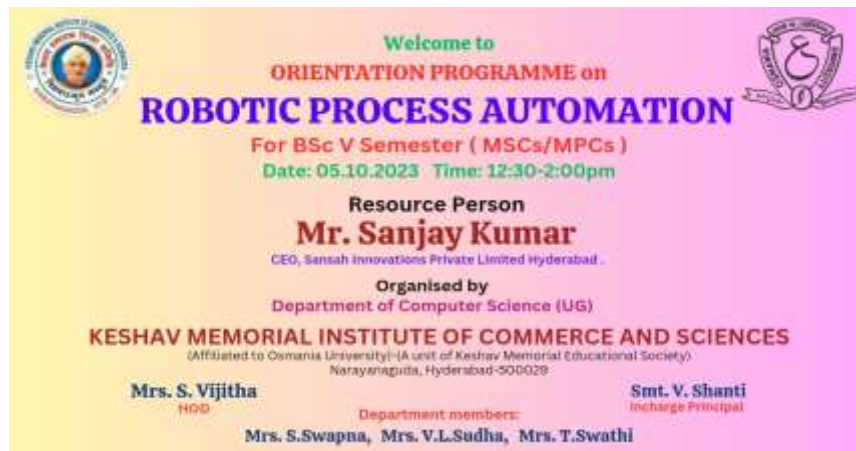 Welcome to
ORIENTATION PROGRAMME on
ROBOTIC PROCESS AUTOMATION
For BSc V Semester ( MSCs/MPCs )
Date: 05.10.2023 Time: 12:30-2:00pm
Resource Person
Mr. Sanjay Kumar
CEO, Sansah Innovations Private Limited Hyderabad .
Organised by
Department of Computer Science (UG)
KESHAV MEMORIAL INSTITUTE OF COMMERCE AND SCIENCES
(Affiliated to Osmania University)-(A unit of Keshav Memorial Educational Society)
Narayanaguda, Hyderabad-500029
Mrs. S. Vijitha
HOD
Smt. V. Shanti
Incharge Principal
Department members:
Mrs. S.Swapna, Mrs. V.L.Sudha, Mrs. T.Swathi